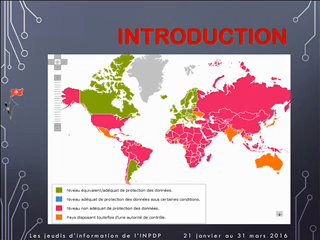 INTRODUCTION
Niveau équivalent/adéquat de protection des données.
Niveau adéquat de protection des données sous certaines conditions.
Niveau non adéquat de protection des données.
Pays disposant toutefois d'une autorité de contrôle.
Les jeudis d'information de l'INPDP 21 janvier au 31 mars 2016